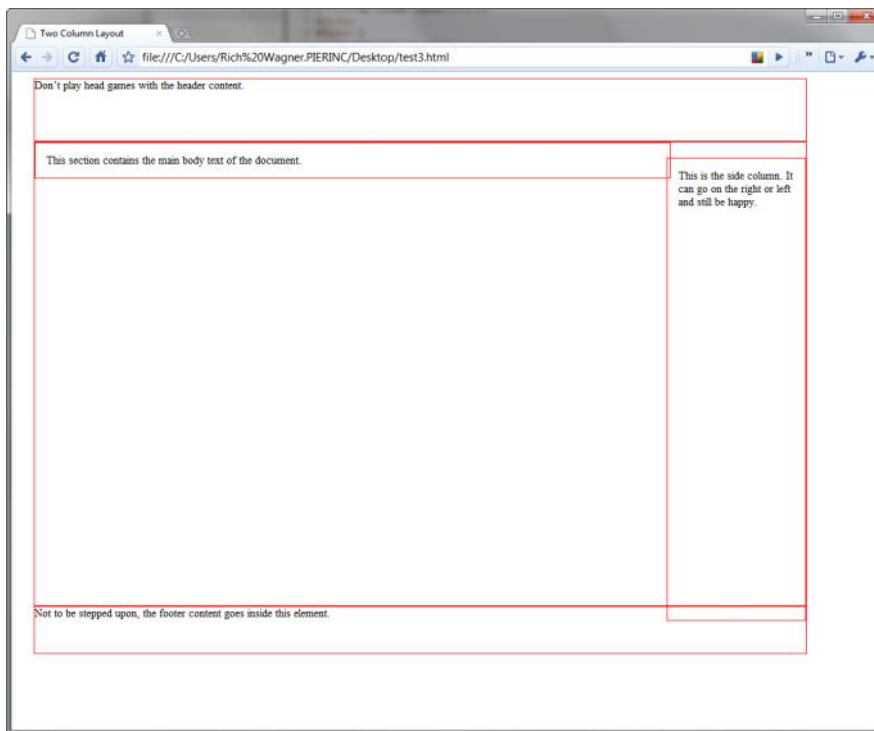 Two Column Layout
file:///C:/Users/Rich%20Wagner.PIERINC/Desktop/test3.html
Don't play head games with the header content.
This section contains the main body text of the document.
This is the side column. It
can go on the right or left
and still be happy.
Not to be stepped upon, the footer content goes inside this element.